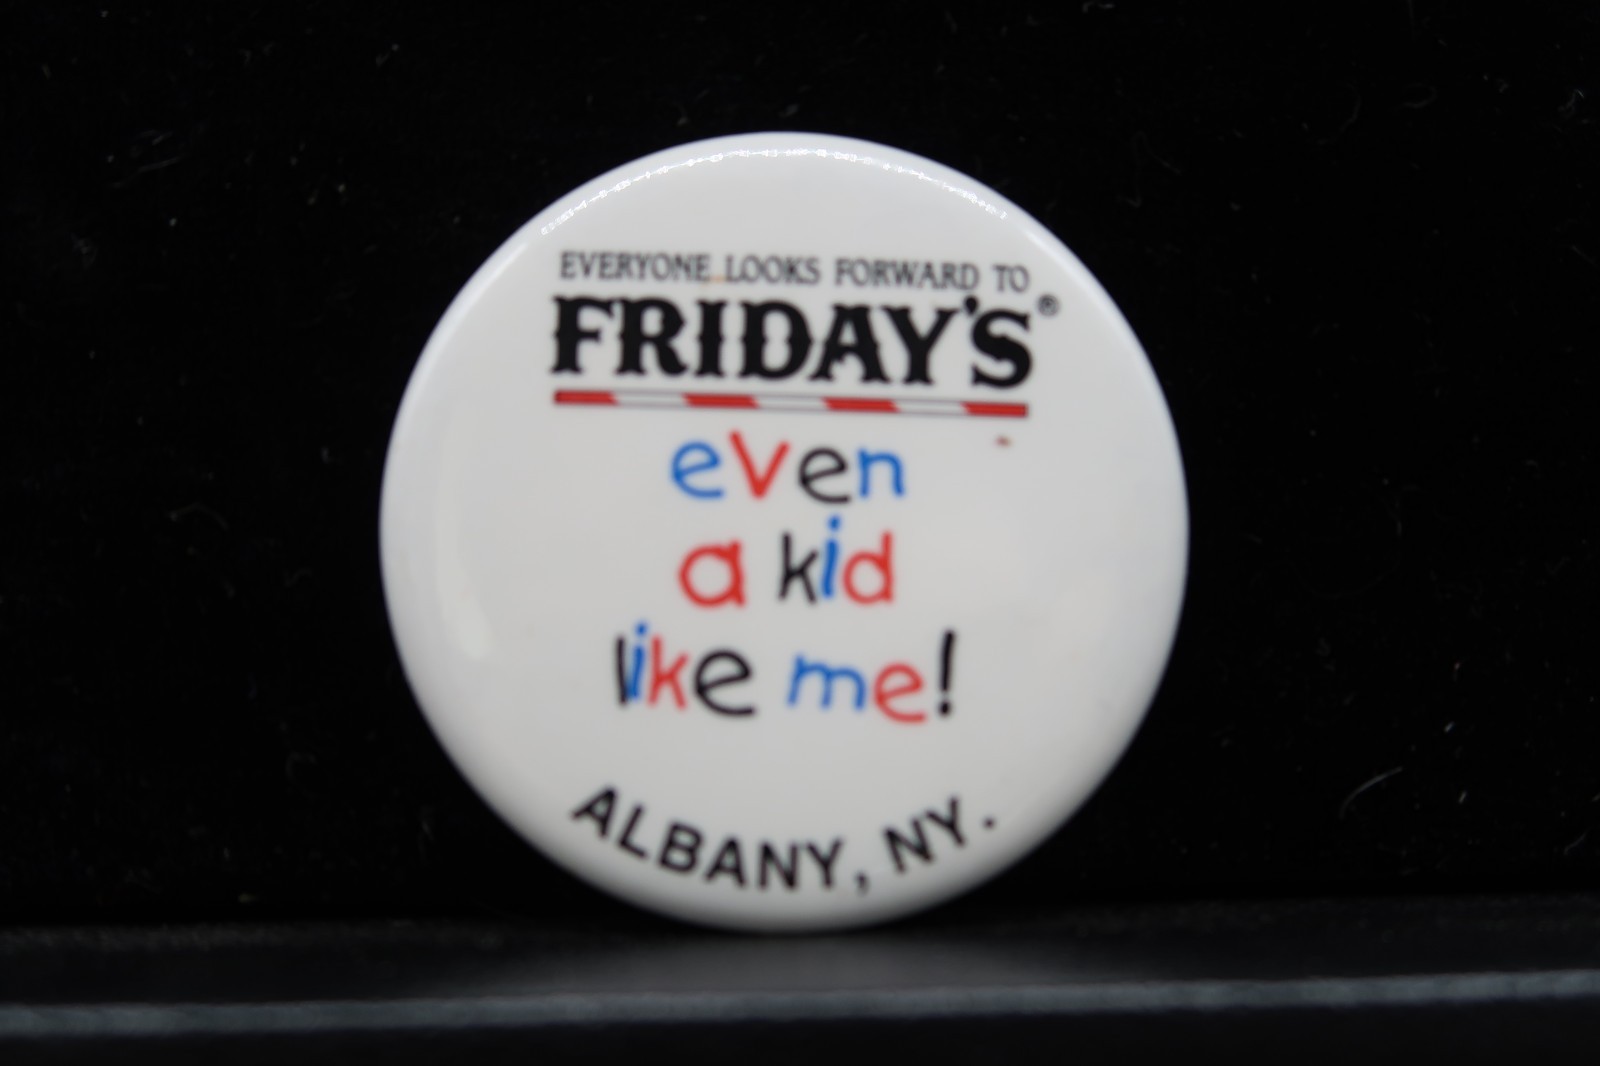 EVERYONE LOOKS FORWARD TO
FRIDAY'S®
even
a kid
like me!
ALBANY, NY.